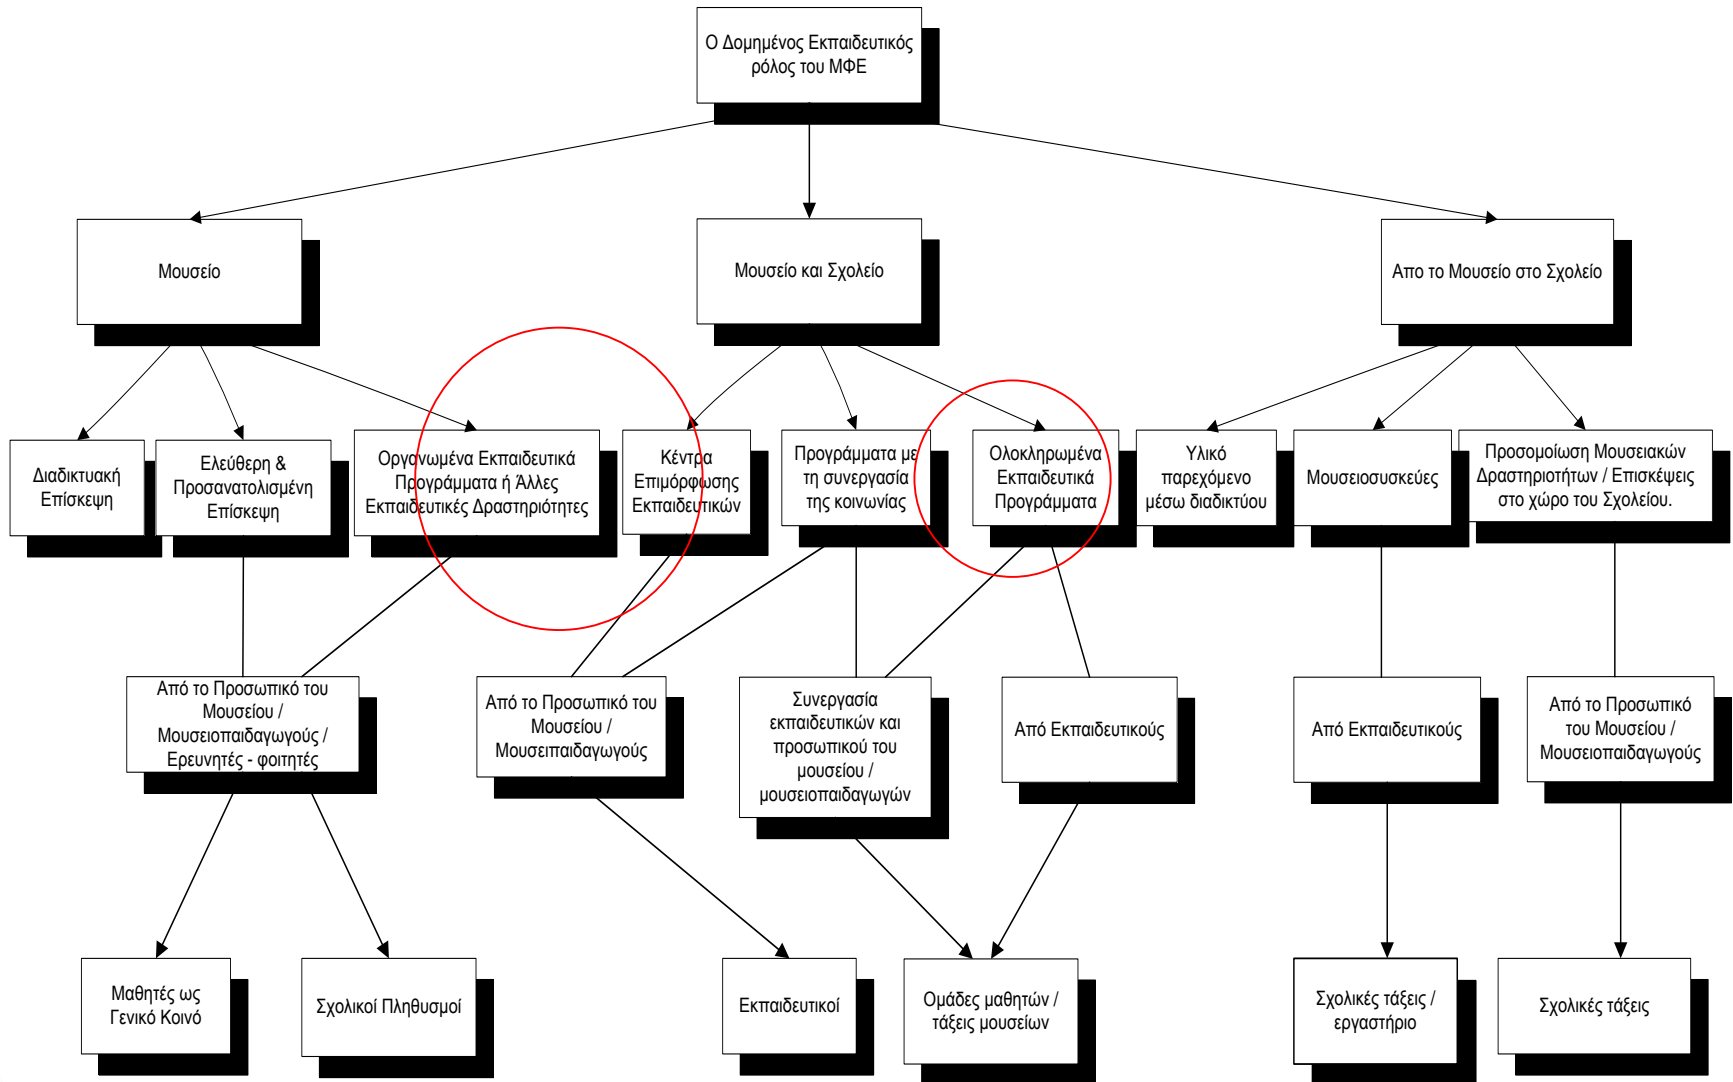 Ο Δομημένος Εκπαιδευτικός
ρόλος του ΜΦΕ
Μουσείο
Μουσείο και Σχολείο
Απο το Μουσείο στο Σχολείο
Διαδικτυακή
Επίσκεψη
Ελεύθερη &
Προσανατολισμένη
Επίσκεψη
Οργανωμένα Εκπαιδευτικά
Προγράμματα ή Άλλες
Εκπαιδευτικές Δραστηριότητες
Κέντρα
Επιμόρφωσης
Εκπαιδευτικών
Προγράμματα με
τη συνεργασία
της κοινωνίας
Ολοκληρωμένα
Εκπαιδευτικά
Προγράμματα
Υλικό
παρεχόμενο
μέσω διαδικτύου
Μουσειοσυσκεύες
Προσομοίωση Μουσειακών
Δραστηριοτήτων / Επισκέψεις
στο χώρο του Σχολείου.
Από το Προσωπικό του
Μουσείου /
Μουσειοπαιδαγωγούς /
Ερευνητές - φοιτητές
Από το Προσωπικό του
Μουσείου /
Μουσειπαιδαγωγούς
Συνεργασία
εκπαιδευτικών και
προσωπικού του
μουσείου /
μουσειοπαιδαγωγών
Από Εκπαιδευτικούς
Από Εκπαιδευτικούς
Από το Προσωπικό
του Μουσείου /
Μουσειοπαιδαγωγούς
Μαθητές ως
Γενικό Κοινό
Σχολικοί Πληθυσμοί
Εκπαιδευτικοί
Ομάδες μαθητών /
τάξεις μουσείων
Σχολικές τάξεις /
εργαστήριο
Σχολικές τάξεις